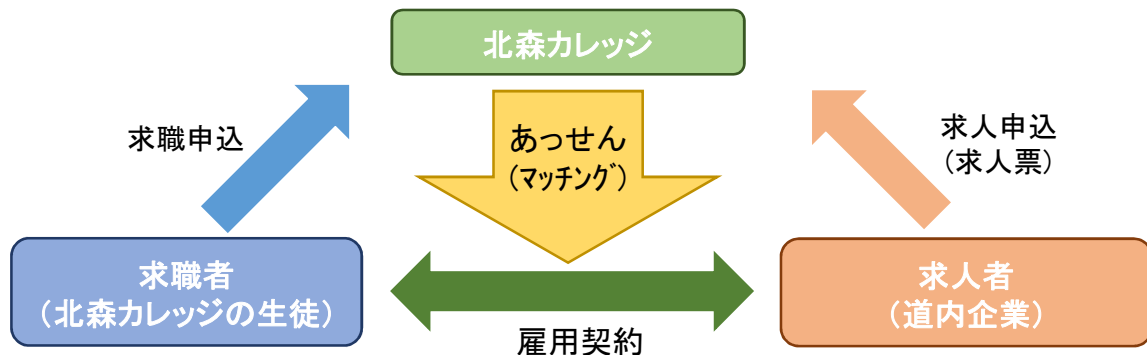 北森カレッジ
求職申込
あっせん
（ﾏｯﾁﾝｸﾞ）
求人申込
（求人票）
求職者
（北森カレッジの生徒）
求人者
（道内企業）
雇用契約